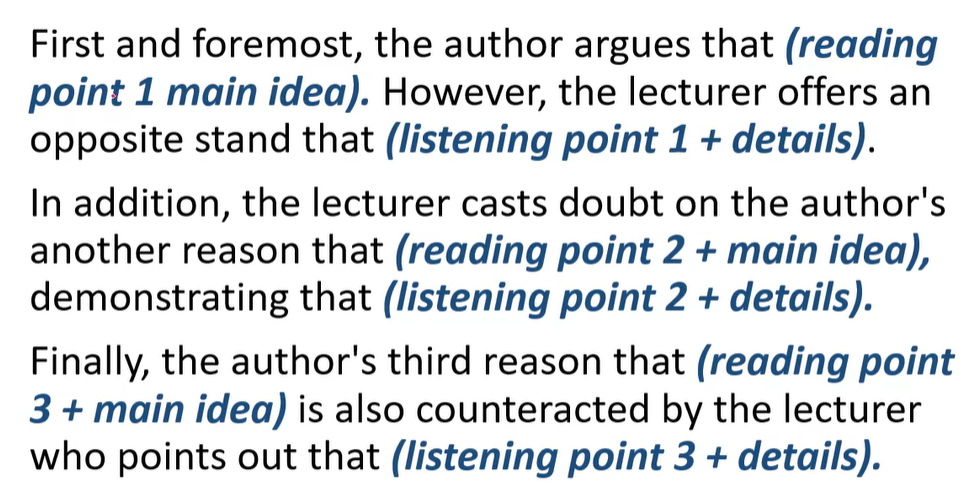 First and foremost, the author argues that (reading
point 1 main idea). However, the lecturer offers an
opposite stand that (listening point 1 + details).
In addition, the lecturer casts doubt on the author's
another reason that (reading point 2 + main idea),
demonstrating that (listening point 2 + details).
Finally, the author's third reason that (reading point
3 + main idea) is also counteracted by the lecturer
who points out that (listening point 3 + details).